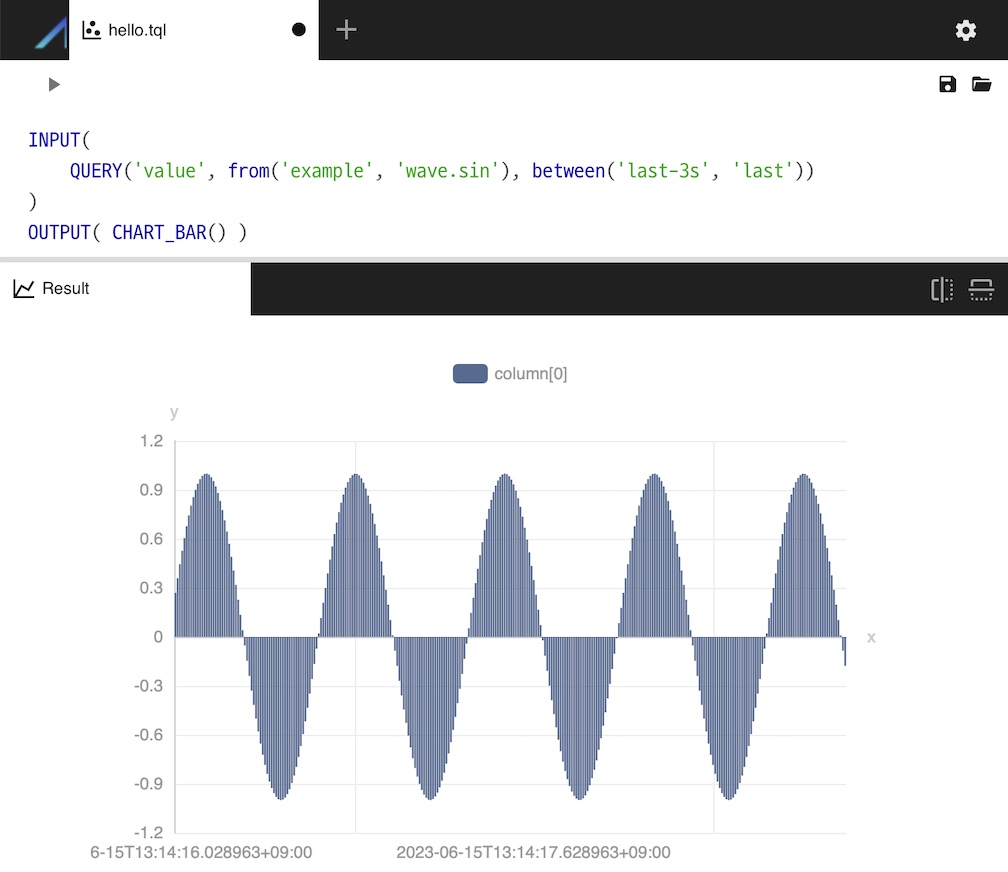 hello.tql
INPUT(
    QUERY('value', from('example', 'wave.sin'), between('last-3s', 'last'))
)
OUTPUT( CHART_BAR() )
Result
column[0]
y
1.2
0.9
0.6
0.3
0
x
-0.3
-0.6
-0.9
-1.2
6-15T13:14:16.028963+09:00
2023-06-15T13:14:17.628963+09:00